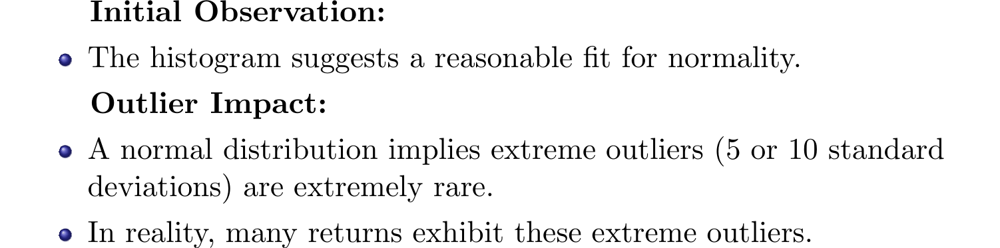 Initial Observation:
The histogram suggests a reasonable fit for normality.
Outlier Impact:
A normal distribution implies extreme outliers (5 or 10 standard
deviations) are extremely rare.
In reality, many returns exhibit these extreme outliers.